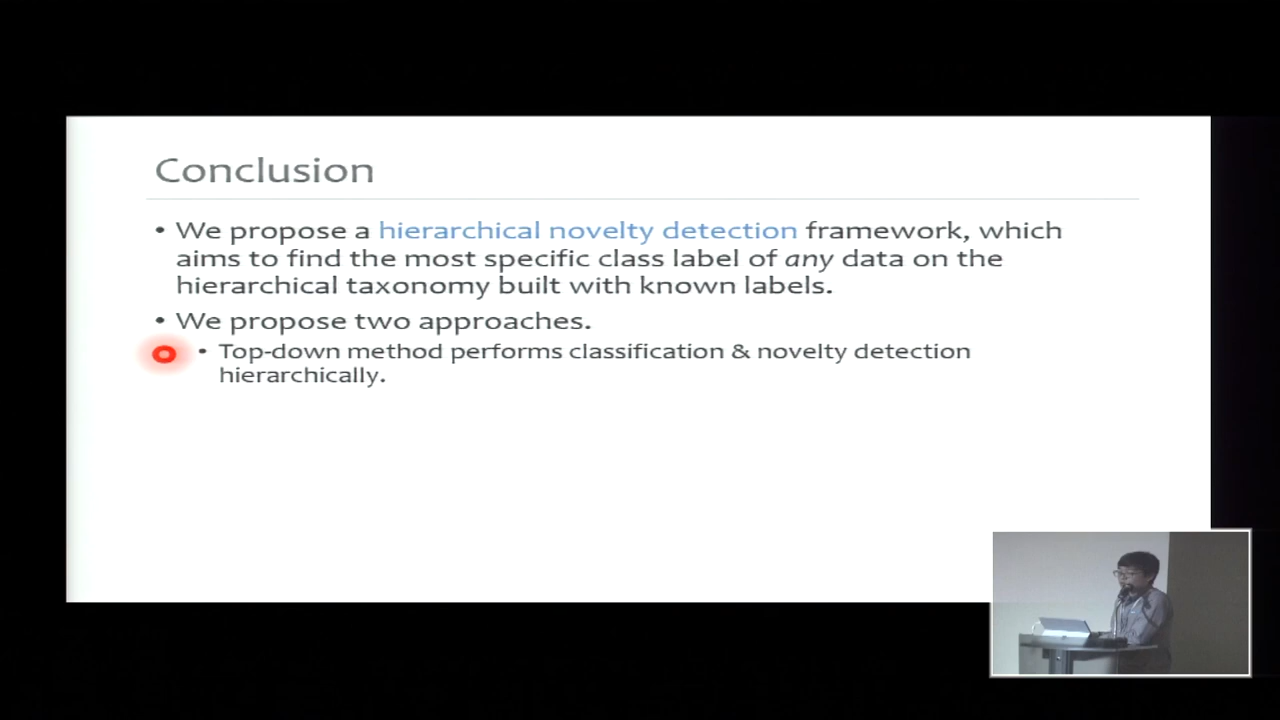 Conclusion
• We propose a hierarchical novelty detection framework, which
aims to find the most specific class label of any data on the
hierarchical taxonomy built with known labels.
• We propose two approaches.
• Top-down method performs classification & novelty detection
hierarchically.